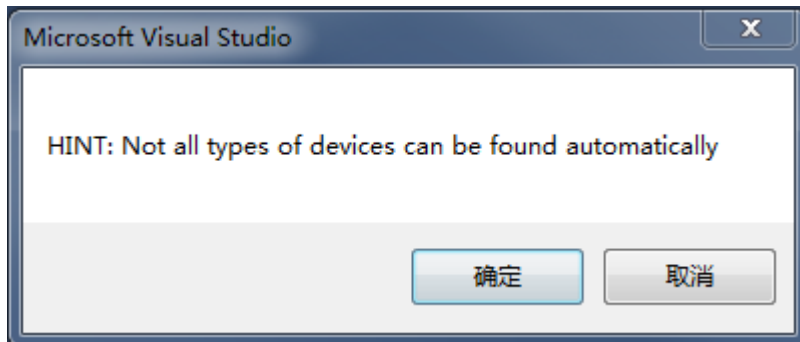 Microsoft Visual Studio
HINT: Not all types of devices can be found automatically
确定
取消